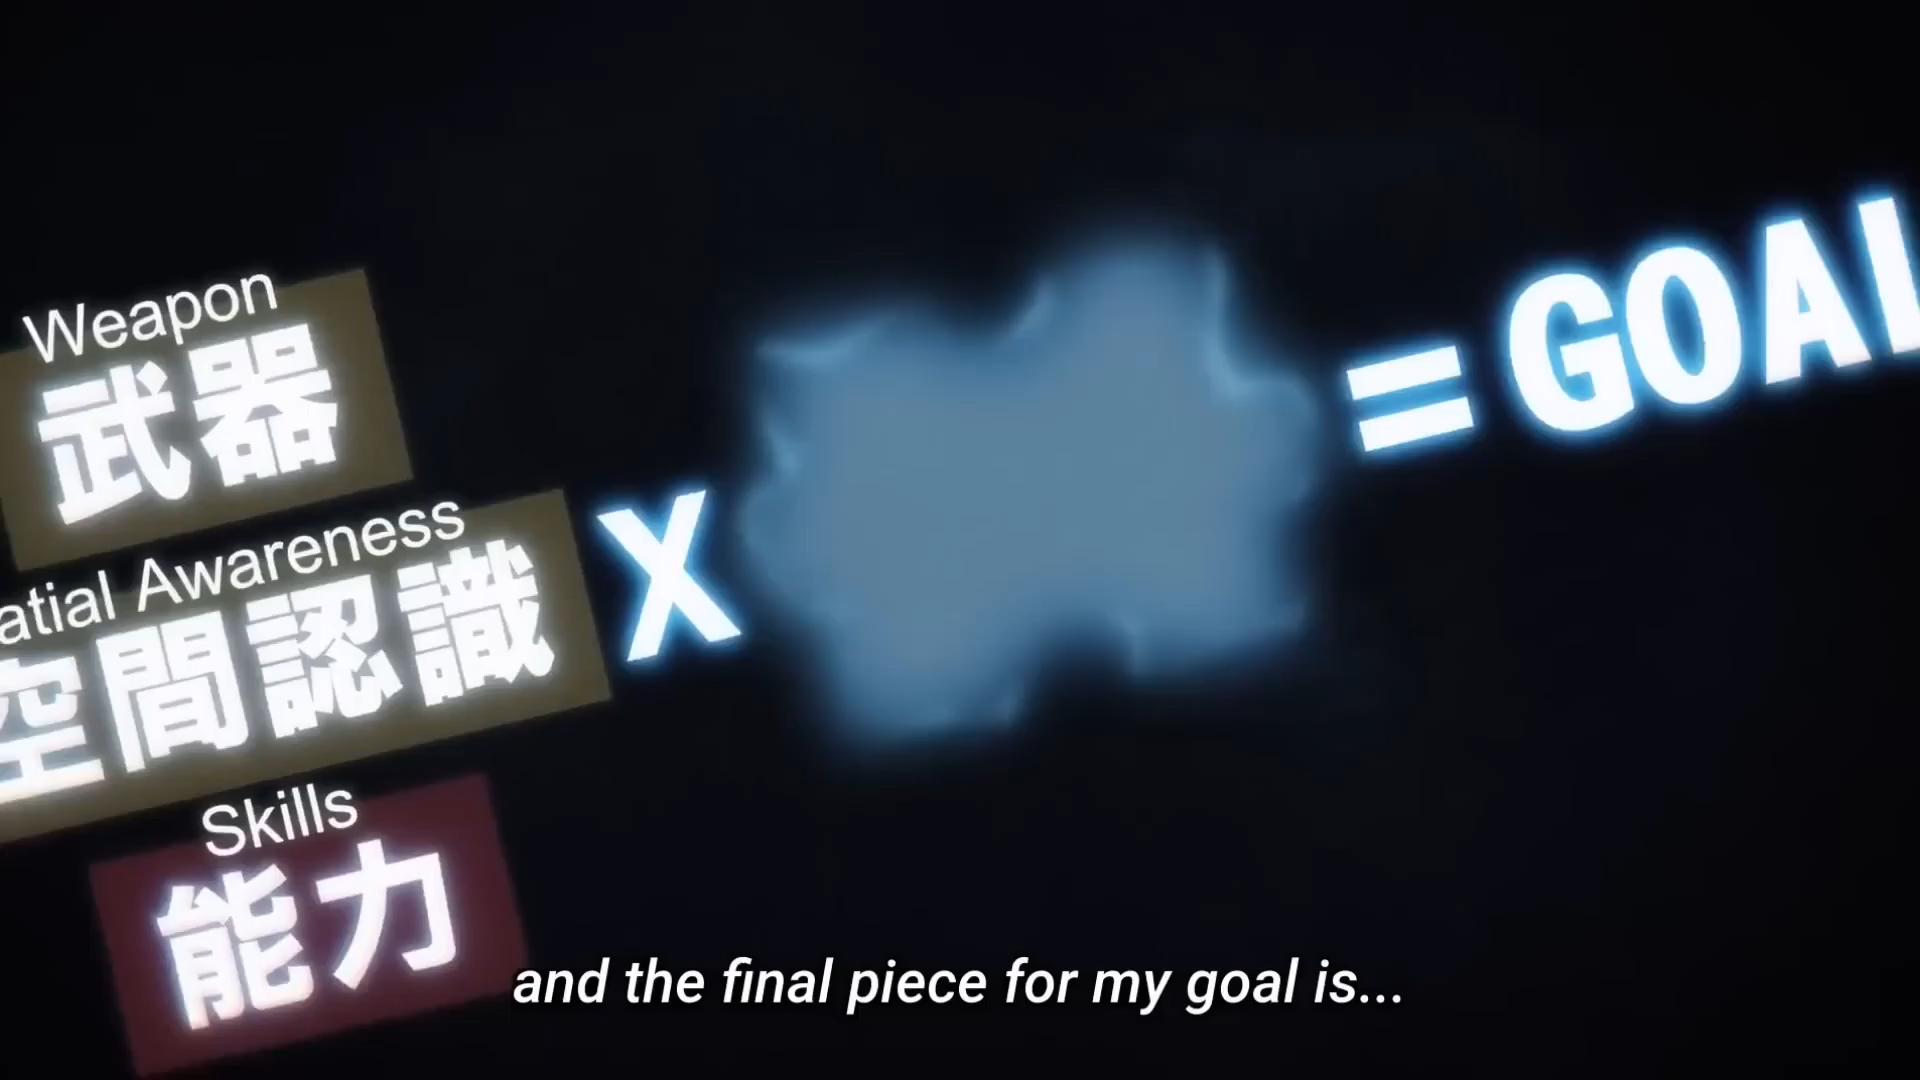 Weapon
武器
atial Awareness
空間認識
Skills
能力
X
= GOAL
and the final piece for my goal is...